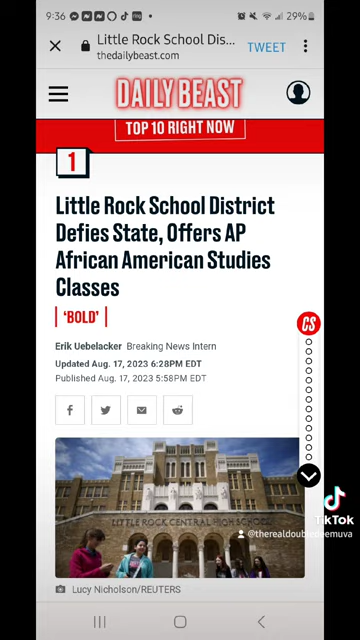 9:36
29%
Little Rock School Dis...
TWEET
thedailybeast.com
DAILY BEAST
TOP 10 RIGHT NOW
1
Little Rock School District
Defies State, Offers AP
African American Studies
Classes
'BOLD'
Erik Uebelacker Breaking News Intern
Updated Aug. 17, 2023 6:28PM EDT
Published Aug. 17, 2023 5:58PM EDT
CS
LITTLE ROCK CENTRAL HIGH SCHOOL
TikTok
Lucy Nicholson/REUTERS